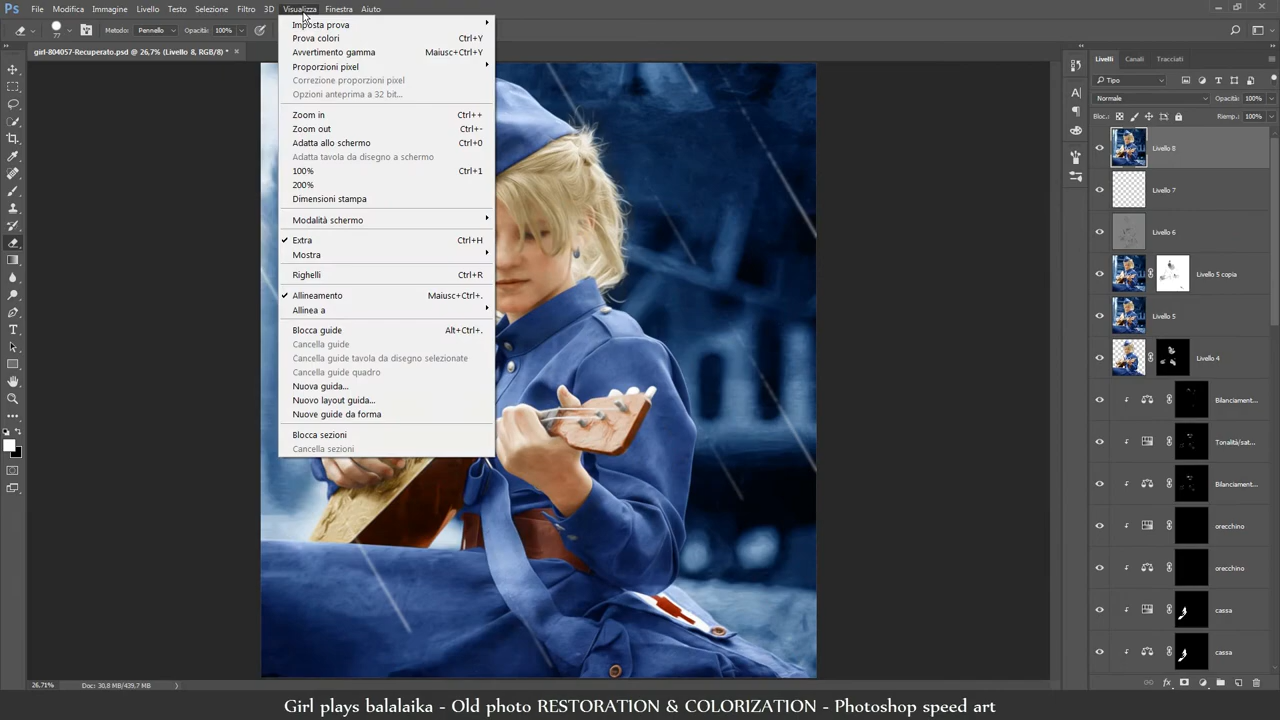 Ps File Modifica Immagine Livello Testo Selezione Filtro 3D Visualizza Finestra Aiuto
77 Metodo: Pennello Opacità: 100%
girl-804057-Recuperato.psd @ 26,7% (Livello 8, RGB/8) *
Imposta prova
Prova colori Ctrl+Y
Avvertimento gamma Maiusc+Ctrl+Y
Proporzioni pixel
Correzione proporzioni pixel
Opzioni anteprima a 32 bit...
Zoom in Ctrl++
Zoom out Ctrl+-
Adatta allo schermo Ctrl+0
Adatta tavola da disegno a schermo
100% Ctrl+1
200%
Dimensioni stampa
Modalità schermo
Extra Ctrl+H
Mostra
Righelli Ctrl+R
Allineamento Maiusc+Ctrl+.
Allinea a
Blocca guide Alt+Ctrl+.
Cancella guide
Cancella guide tavola da disegno selezionate
Cancella guide quadro
Nuova guida...
Nuovo layout guida...
Nuove guide da forma
Blocca sezioni
Cancella sezioni
Livelli Canali Tracciati
Tipo
Normale Opacità: 100%
Bloc.: Riemp.: 100%
Livello 8
Livello 7
Livello 6
Livello 5 copia
Livello 5
Livello 4
Bilanciament...
Tonalità/sat...
Bilanciament...
orecchino
orecchino
cassa
cassa
26,71% Doc: 30,8 MB/439,7 MB
Girl plays balalaika - Old photo RESTORATION & COLORIZATION - Photoshop speed art